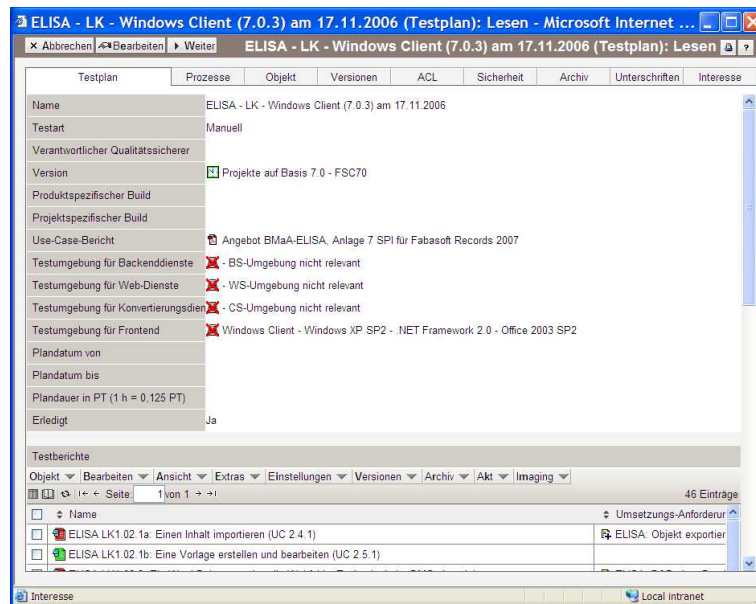 ELISA - LK - Windows Client (7.0.3) am 17.11.2006 (Testplan): Lesen - Microsoft Internet ...
Abbrechen Bearbeiten Weiter ELISA - LK - Windows Client (7.0.3) am 17.11.2006 (Testplan): Lesen ?
Testplan Prozesse Objekt Versionen ACL Sicherheit Archiv Unterschriften Interesse
Name ELISA - LK - Windows Client (7.0.3) am 17.11.2006
Testart Manuell
Verantwortlicher Qualitätssicherer
Version Projekte auf Basis 7.0 - FSC70
Produktspezifischer Build
Projektspezifischer Build
Use-Case-Bericht Angebot BMaA-ELISA, Anlage 7 SPI für Fabasoft Records 2007
Testumgebung für Backenddienste - BS-Umgebung nicht relevant
Testumgebung für Web-Dienste - WS-Umgebung nicht relevant
Testumgebung für Konvertierungsdien - CS-Umgebung nicht relevant
Testumgebung für Frontend Windows Client - Windows XP SP2 - .NET Framework 2.0 - Office 2003 SP2
Plandatum von
Plandatum bis
Plandauer in PT (1 h = 0,125 PT)
Erledigt Ja
Testberichte
Objekt Bearbeiten Ansicht Extras Einstellungen Versionen Archiv Akt Imaging
Seite: 1 von 1 46 Einträge
Name Umsetzungs-Anforderur
ELISA LK1.02.1a: Einen Inhalt importieren (UC 2.4.1) ELISA: Objekt exportier
ELISA LK1.02.1b: Eine Vorlage erstellen und bearbeiten (UC 2.5.1)
Interesse Local intranet